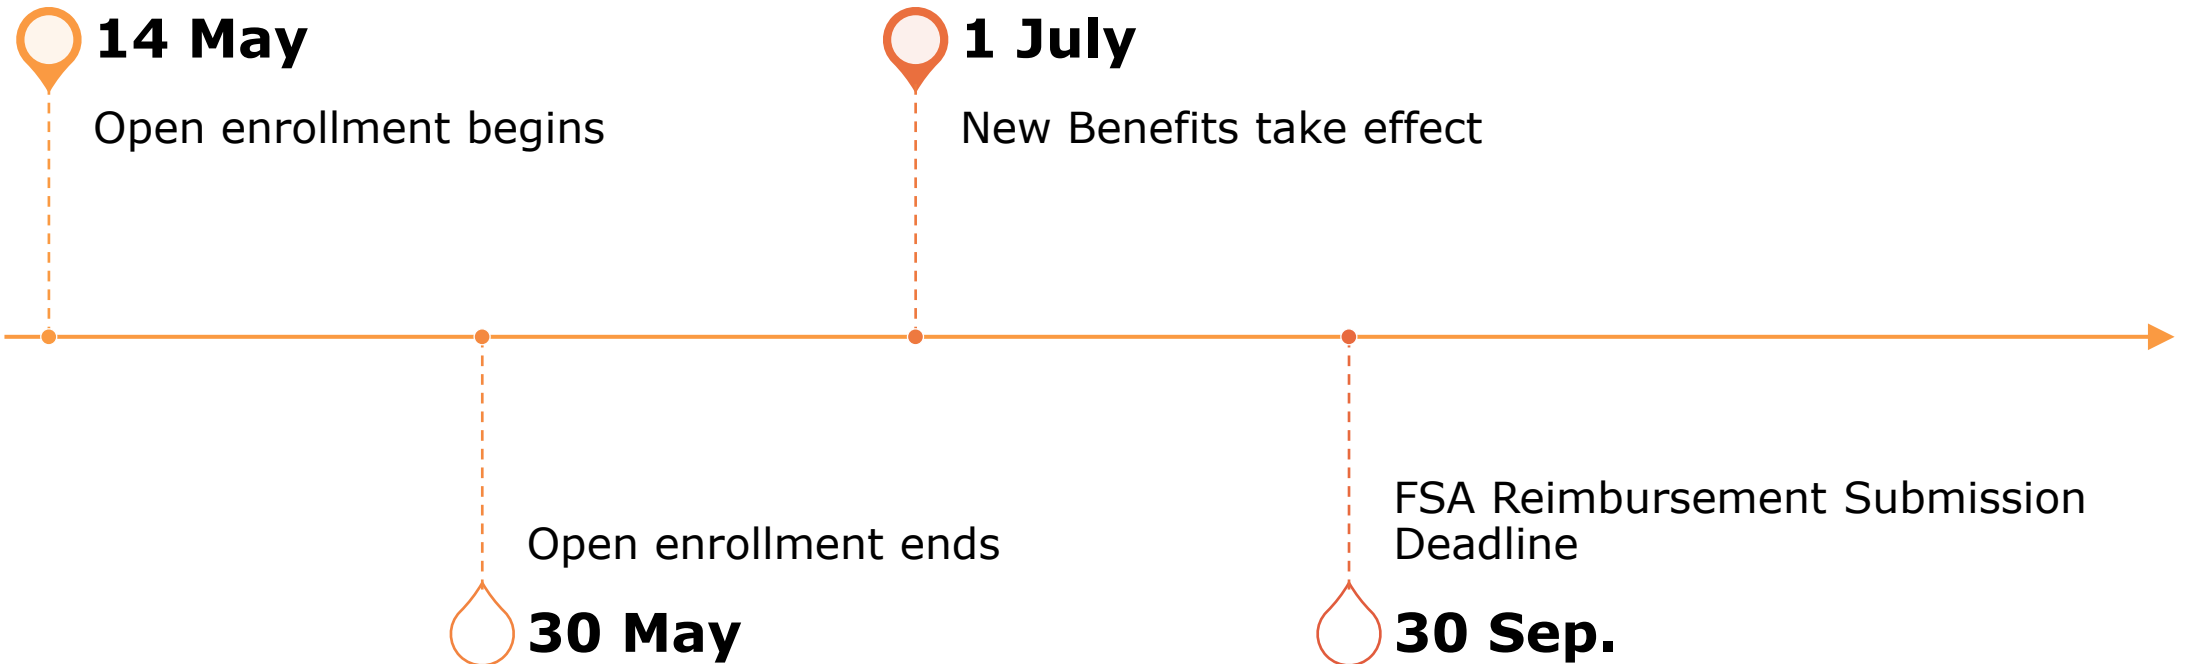 14 May
Open enrollment begins
Open enrollment ends
30 May
1 July
New Benefits take effect
FSA Reimbursement Submission
Deadline
30 Sep.